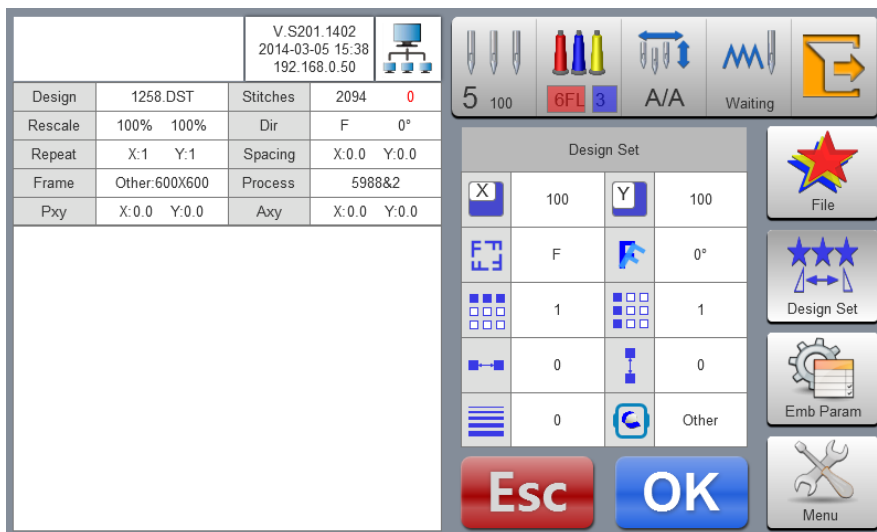 V.S201.1402
2014-03-05 15:38
192.168.0.50
Design 1258.DST Stitches 2094 0
Rescale 100% 100% Dir F 0°
Repeat X:1 Y:1 Spacing X:0.0 Y:0.0
Frame Other:600X600 Process 5988&2
Pxy X:0.0 Y:0.0 Axy X:0.0 Y:0.0
5 100
6FL 3
A/A
Waiting
Design Set
X 100 Y 100
F F F F F F 0°
1 1
0 0
0 Other
Esc OK
File
Design Set
Emb Param
Menu